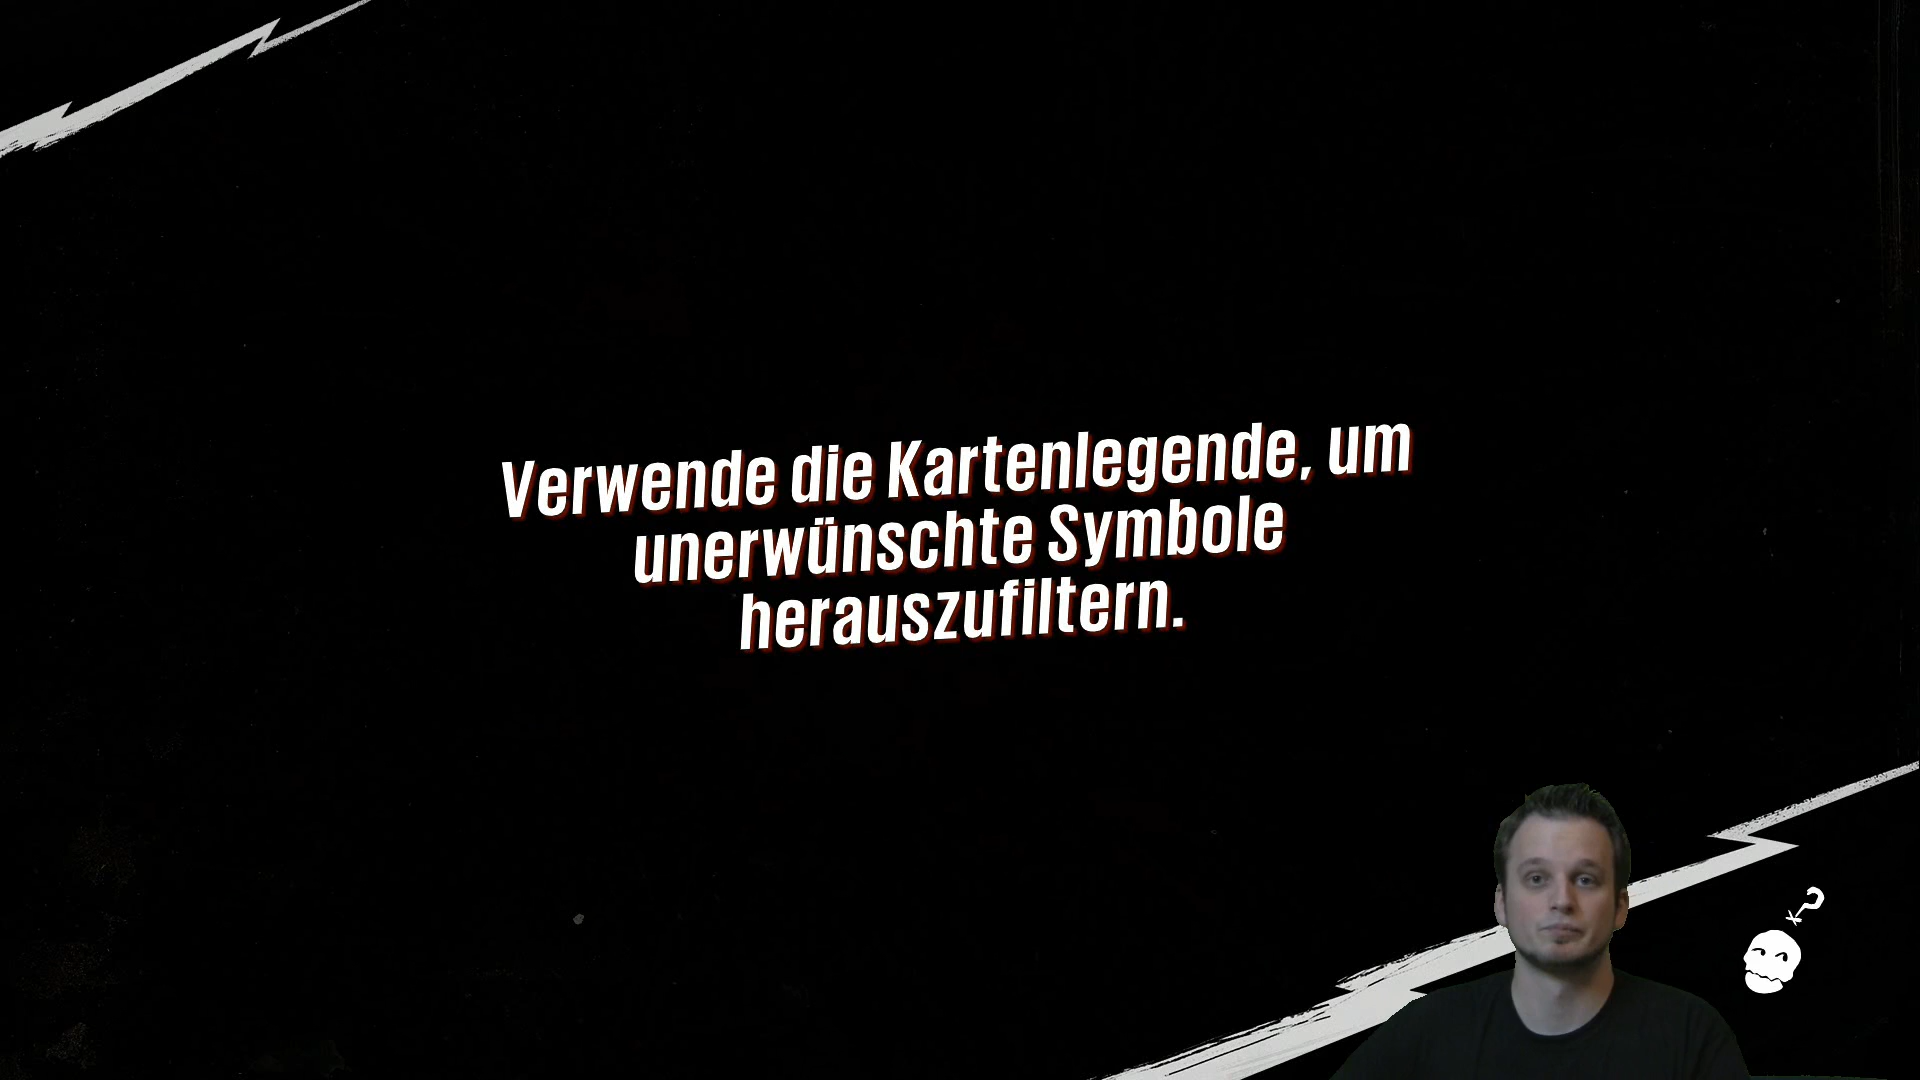 Verwende die Kartenlegende, um
unerwünschte Symbole
herauszufiltern.